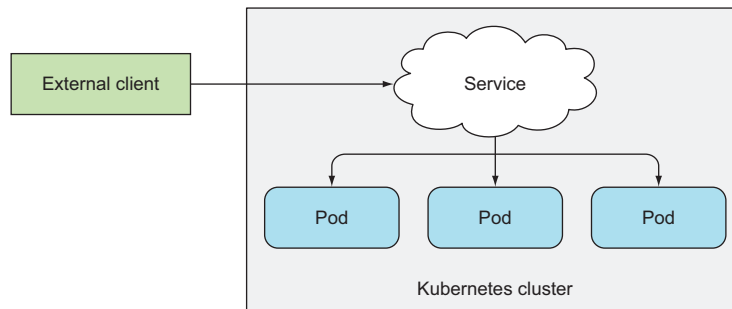 External client
Service
Pod
Pod
Pod
Kubernetes cluster